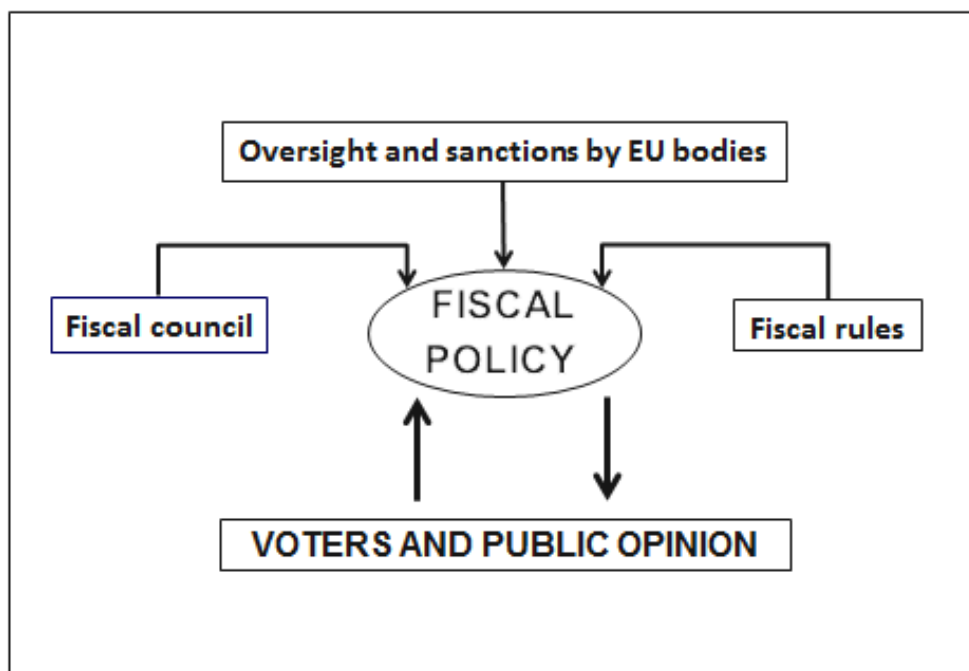 Oversight and sanctions by EU bodies
Fiscal council
FISCAL
POLICY
Fiscal rules
VOTERS AND PUBLIC OPINION